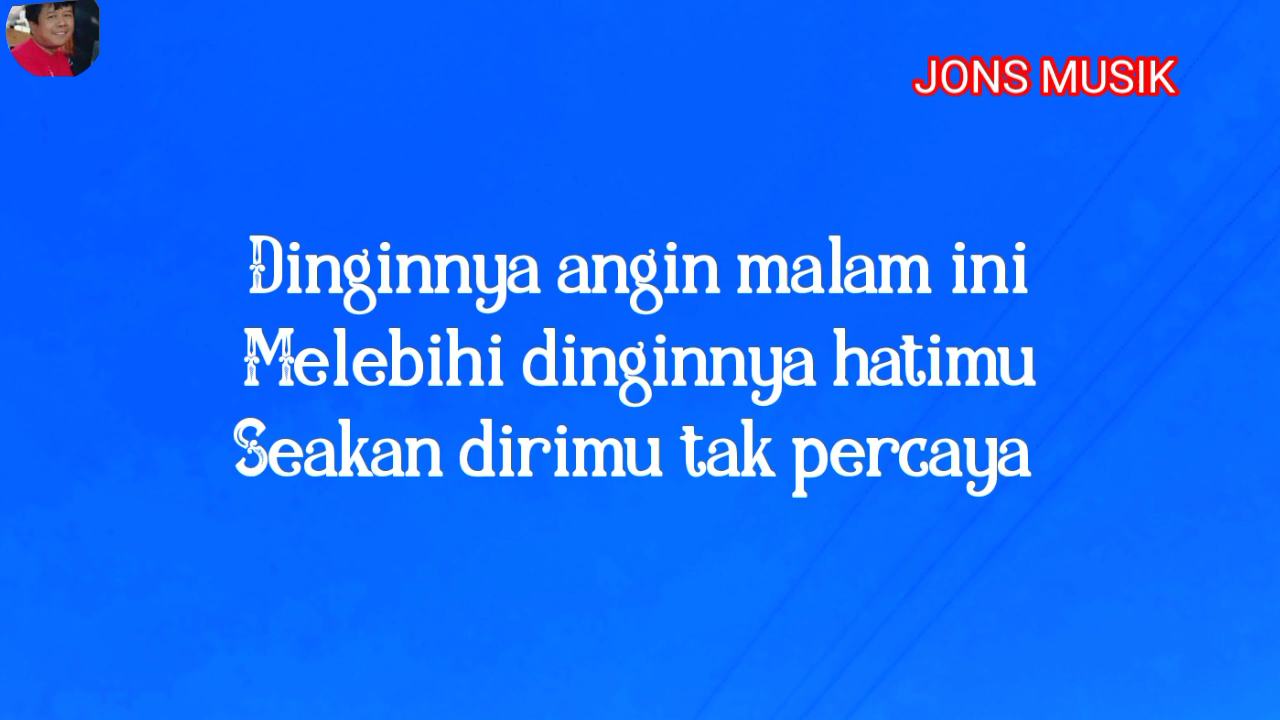 JONS MUSIK
Dinginnya angin malam ini
Melebihi dinginnya hatimu
Seakan dirimu tak percaya